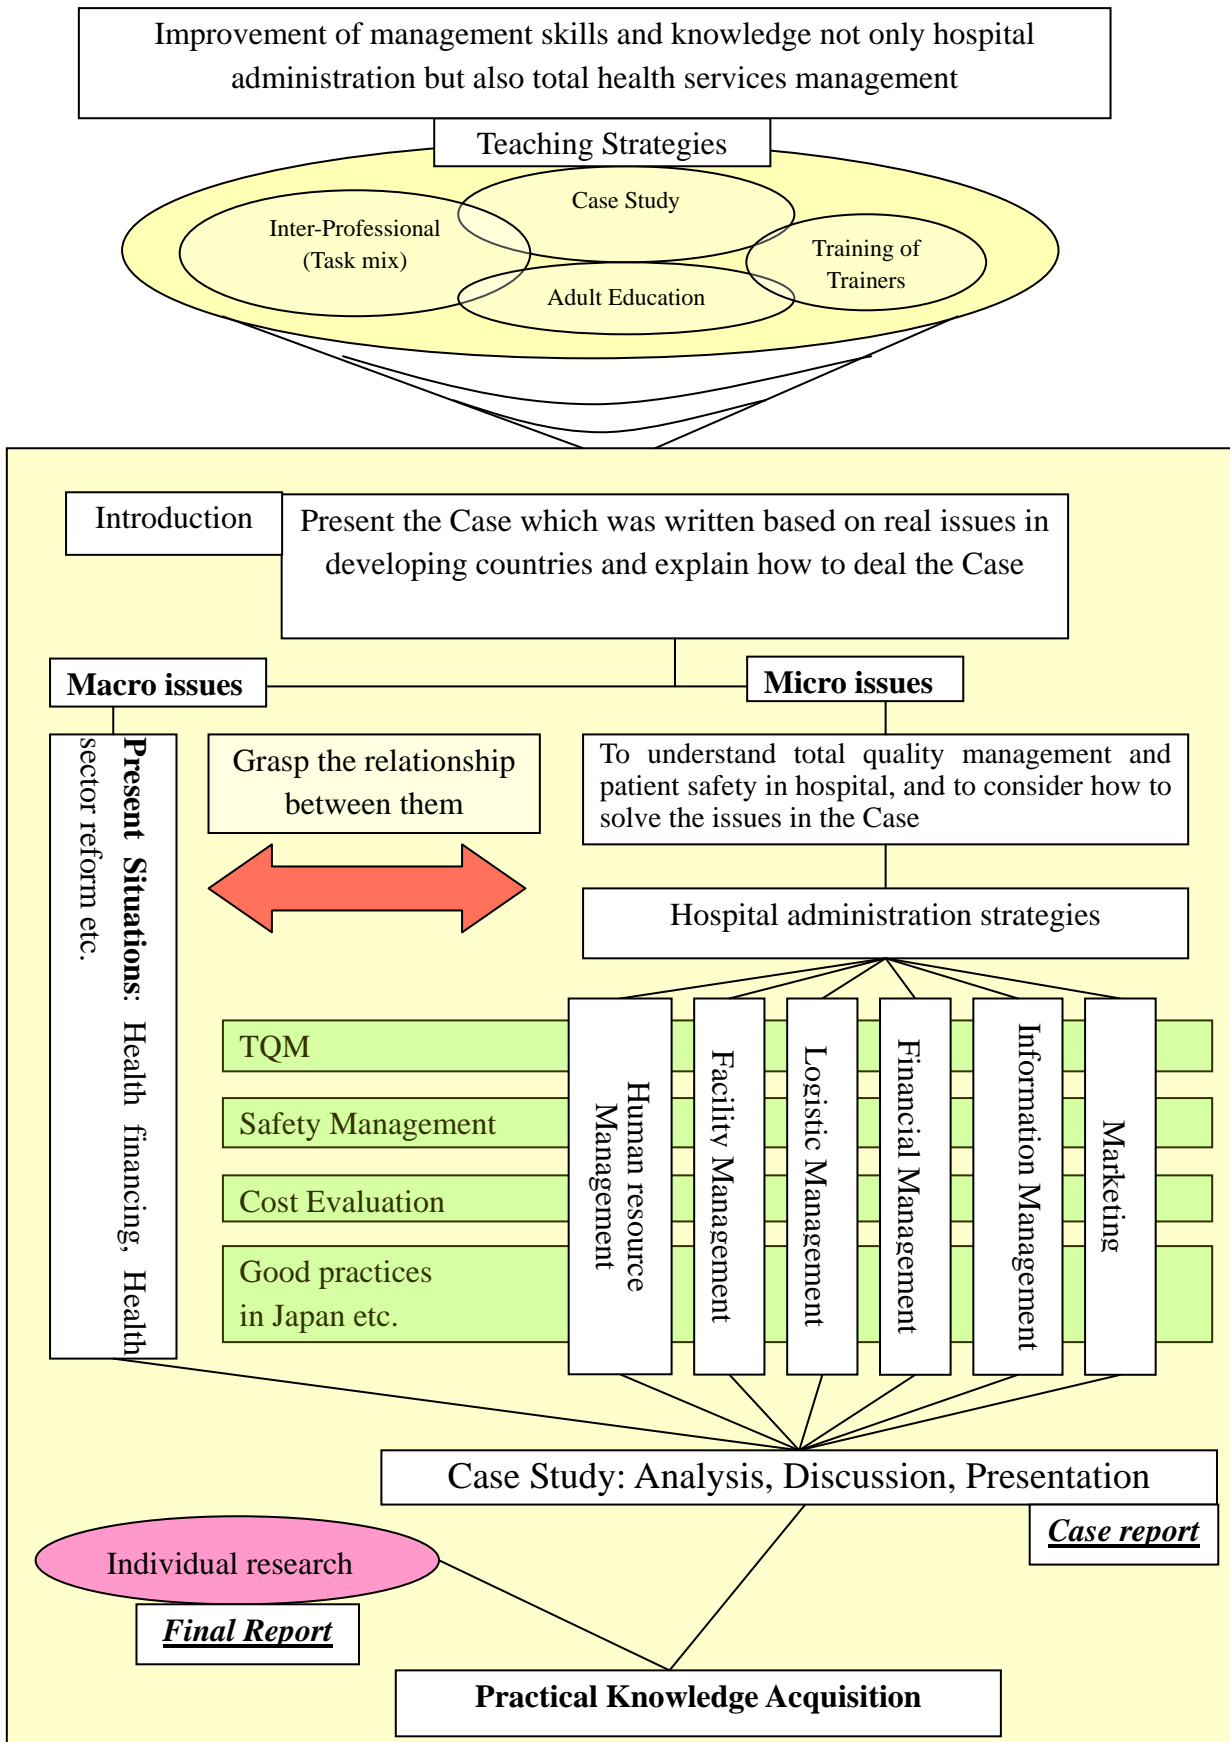 Improvement of management skills and knowledge not only hospital
administration but also total health services management
Teaching Strategies
Case Study
Inter-Professional
(Task mix)
Training of
Trainers
Adult Education
Introduction
Present the Case which was written based on real issues in
developing countries and explain how to deal the Case
Macro issues
Micro issues
Present Situations: Health financing, Health
sector reform etc.
Grasp the relationship
between them
To understand total quality management and
patient safety in hospital, and to consider how to
solve the issues in the Case
Hospital administration strategies
TQM
Safety Management
Cost Evaluation
Good practices
in Japan etc.
Human resource
Management
Facility Management
Logistic Management
Financial Management
Information Management
Marketing
Case Study: Analysis, Discussion, Presentation
Case report
Individual research
Final Report
Practical Knowledge Acquisition